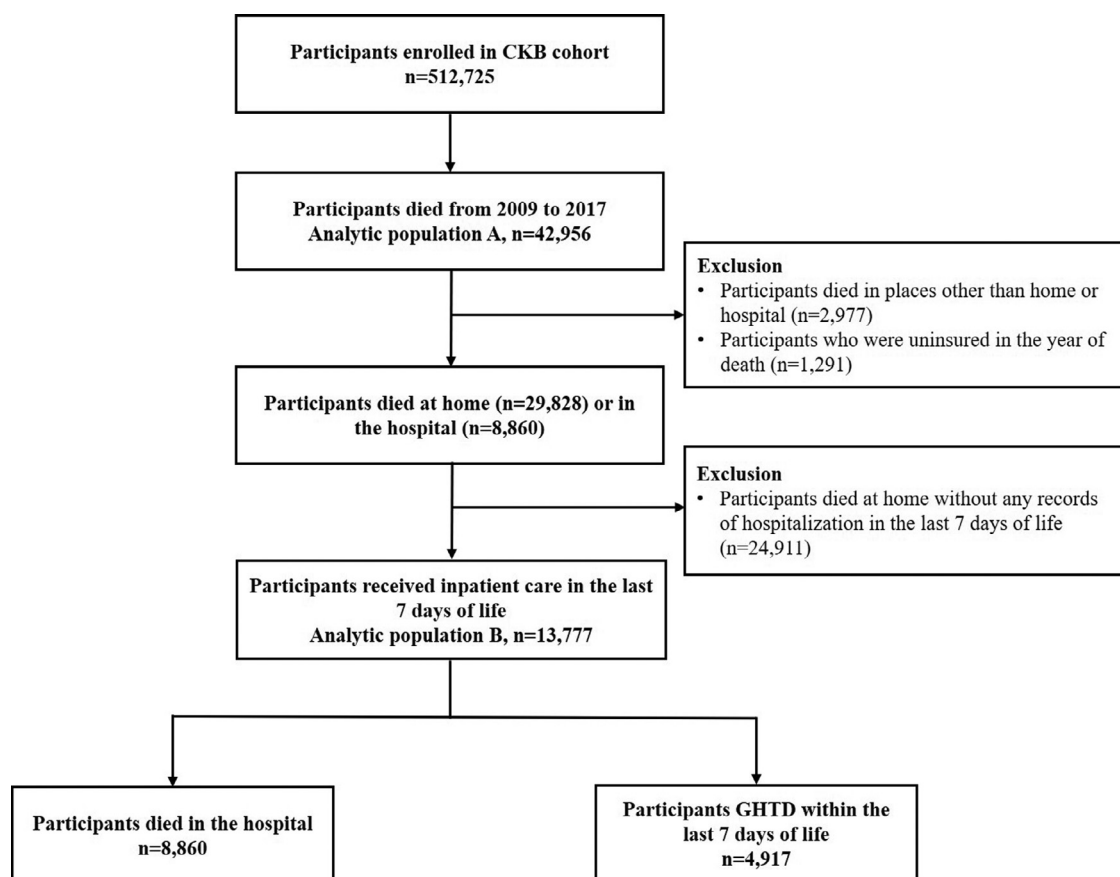 Participants enrolled in CKB cohort
n=512,725
Participants died from 2009 to 2017
Analytic population A, n=42,956
Exclusion
• Participants died in places other than home or
hospital (n=2,977)
• Participants who were uninsured in the year of
death (n=1,291)
Participants died at home (n=29,828) or in
the hospital (n=8,860)
Exclusion
• Participants died at home without any records
of hospitalization in the last 7 days of life
(n=24,911)
Participants received inpatient care in the last
7 days of life
Analytic population B, n=13,777
Participants died in the hospital
n=8,860
Participants GHTD within the
last 7 days of life
n=4,917